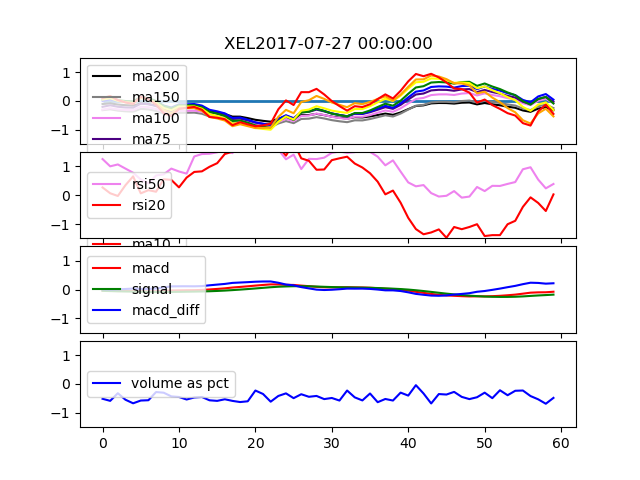 XEL2017-07-27 00:00:00
1
0
−1
ma200
ma150
ma100
ma75
1
0
−1
rsi50
rsi20
ma10
1
0
−1
macd
signal
macd_diff
1
0
−1
volume as pct
0
10
20
30
40
50
60